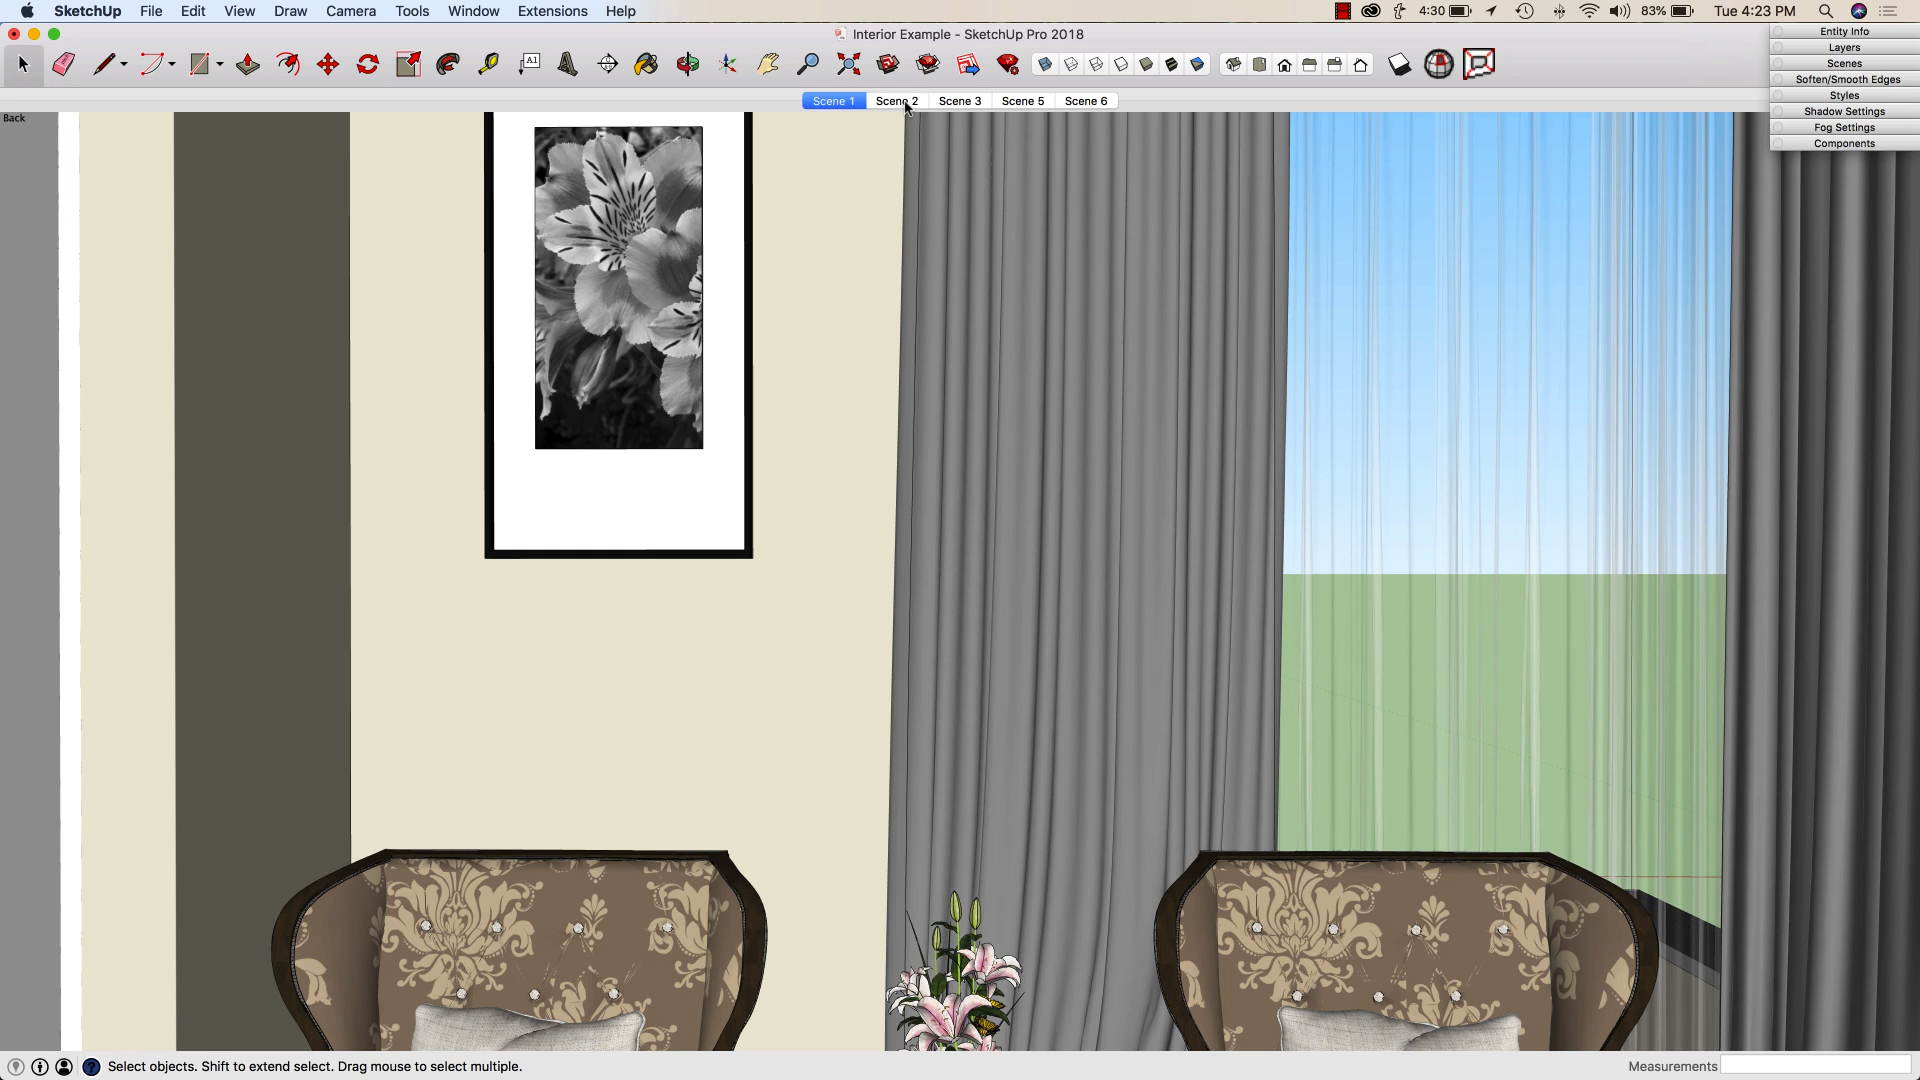 SketchUp File Edit View Draw Camera Tools Window Extensions Help 4:30 83% Tue 4:23 PM
Interior Example - SketchUp Pro 2018
Entity Info
Layers
A1
Scenes
Soften/Smooth Edges
Scene 1 Scene 2 Scene 3 Scene 5 Scene 6
Styles
Back
Shadow Settings
Fog Settings
Components
? Select objects. Shift to extend select. Drag mouse to select multiple.
Measurements